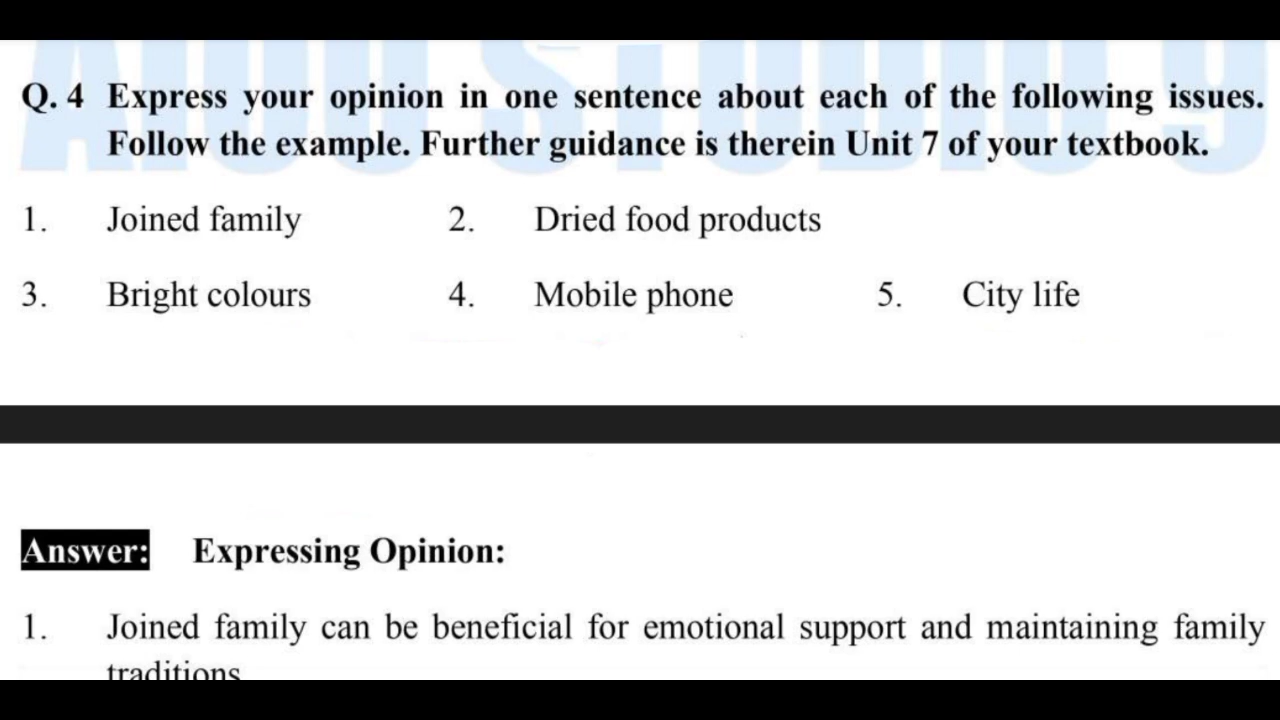 Q. 4 Express your opinion in one sentence about each of the following issues.
Follow the example. Further guidance is therein Unit 7 of your textbook.
1. Joined family 2. Dried food products
3. Bright colours 4. Mobile phone 5. City life
Answer: Expressing Opinion:
1. Joined family can be beneficial for emotional support and maintaining family
traditions